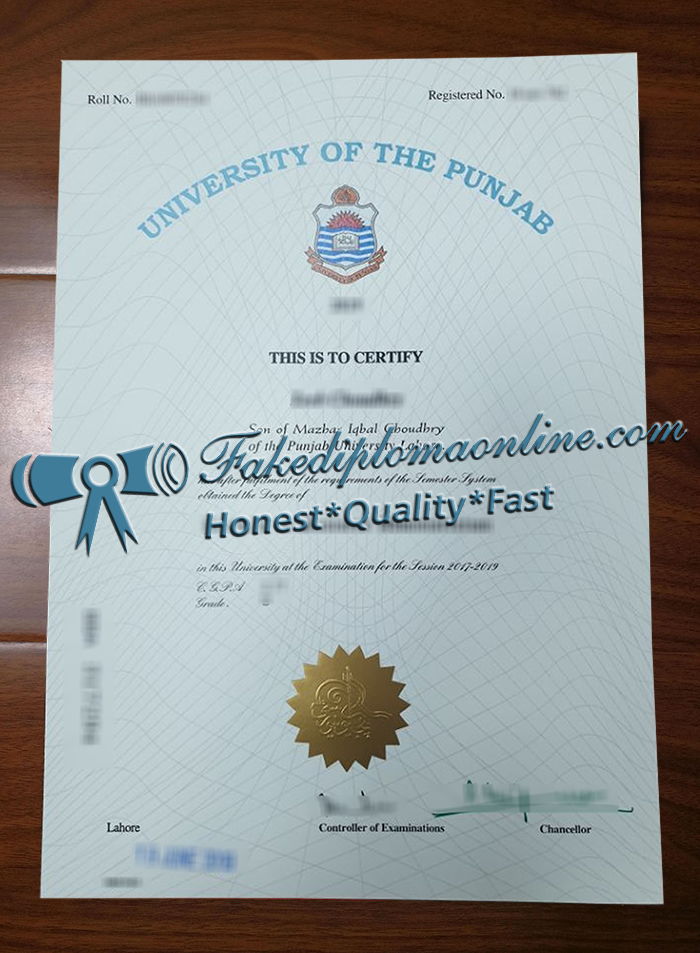 Roll No.
Registered No.
UNIVERSITY OF THE PUNJAB
THIS IS TO CERTIFY
Son of Mazhar Iqbal Choudhry
of the Punjab University Lahore
Fakediplomaonline.com
after fulfilment of the requirements of the Semester System
obtained the Degree of
Honest*Quality*Fast
in this University at the Examination for the Session 2017-2019
C.G.P.A
Grade.
Lahore
Controller of Examinations
Chancellor